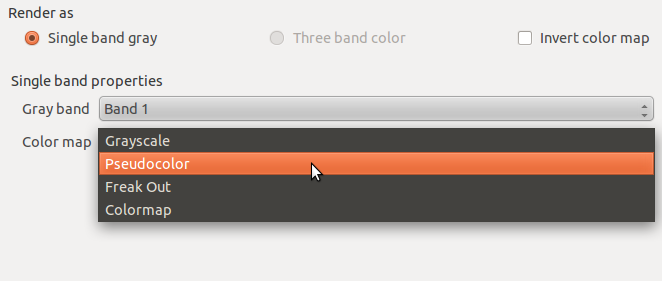 Render as
Single band gray Three band color Invert color map
Single band properties
Gray band Band 1
Color map
Grayscale
Pseudocolor
Freak Out
Colormap